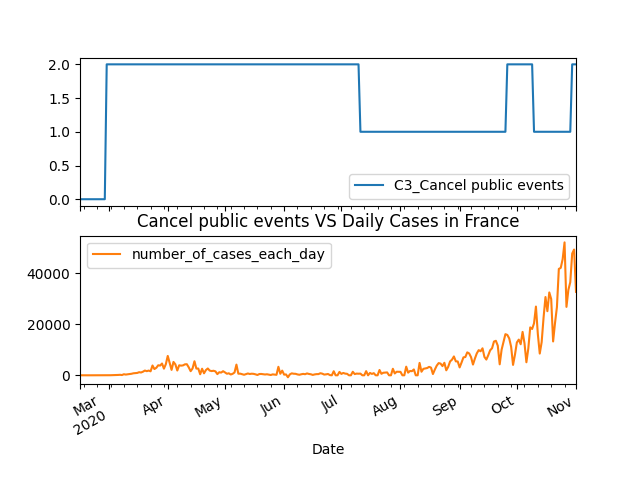 2.0
1.5
1.0
0.5
0.0
C3_Cancel public events
Cancel public events VS Daily Cases in France
number_of_cases_each_day
40000
20000
0
Mar
2020
Apr
May
Jun
Jul
Aug
Sep
Oct
Nov
Date